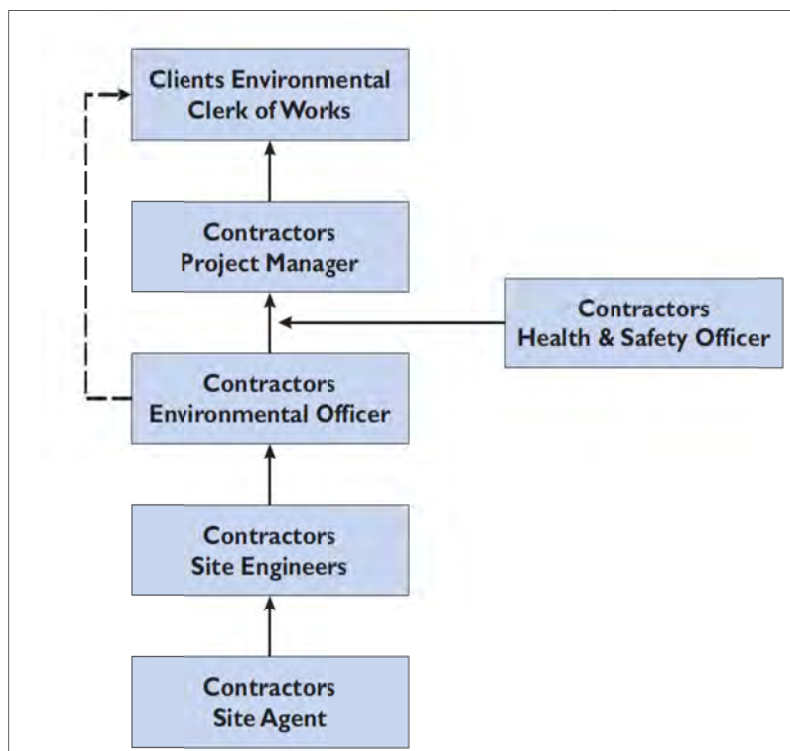 Clients Environmental
Clerk of Works
Contractors
Project Manager
Contractors
Health & Safety Officer
Contractors
Environmental Officer
Contractors
Site Engineers
Contractors
Site Agent